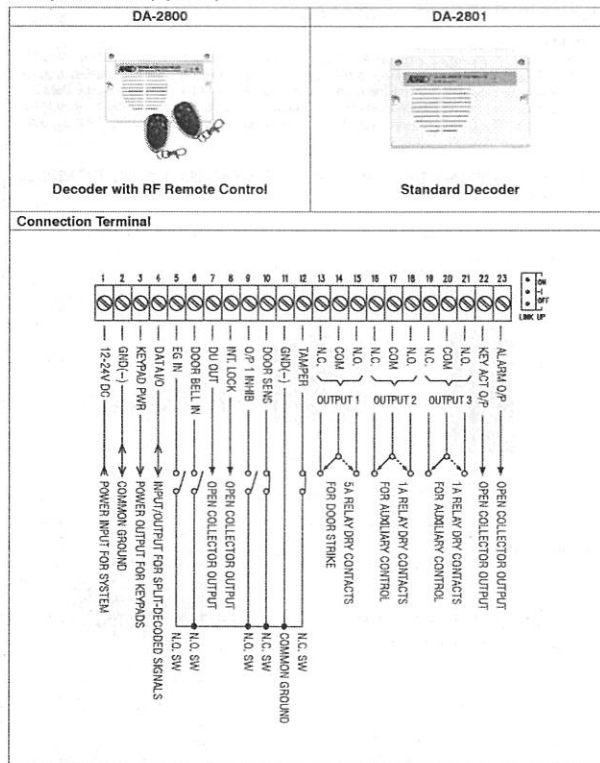 DA-2800
DA-2801
Decoder with RF Remote Control
Standard Decoder
Connection Terminal
1 2 3 4 5 6 7 8 9 10 11 12 13 14 15 16 17 18 19 20 21 22 23
ON
OFF
LINK UP
12-24V DC
GND(-)
KEYPAD PWR
DATA I/O
EG IN
DOOR BELL IN
DU OUT
INT. LOCK
O/P 1 INHIB
DOOR SENS
GND(-)
TAMPER
N.C.
COM
N.O.
N.C.
COM
N.O.
N.C.
COM
N.O.
KEY ACT O/P
ALARM O/P
OUTPUT 1
OUTPUT 2
OUTPUT 3
POWER INPUT FOR SYSTEM
COMMON GROUND
POWER OUTPUT FOR KEYPADS
INPUT/OUTPUT FOR SPLIT-DECODED SIGNALS
N.O. SW
N.O. SW
OPEN COLLECTOR OUTPUT
OPEN COLLECTOR OUTPUT
N.O. SW
N.C. SW
COMMON GROUND
N.C. SW
5A RELAY DRY CONTACTS
FOR DOOR STRIKE
1A RELAY DRY CONTACTS
FOR AUXILIARY CONTROL
1A RELAY DRY CONTACTS
FOR AUXILIARY CONTROL
OPEN COLLECTOR OUTPUT
OPEN COLLECTOR OUTPUT